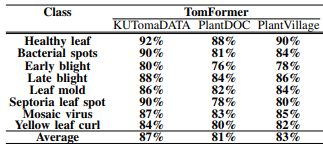 Class TomFormer
KUTomaDATA PlantDOC PlantVillage
Healthy leaf 92% 88% 90%
Bacterial spots 90% 81% 84%
Early blight 80% 76% 78%
Late blight 88% 84% 86%
Leaf mold 86% 82% 84%
Septoria leaf spot 90% 78% 80%
Mosaic virus 87% 83% 85%
Yellow leaf curl 84% 80% 82%
Average 87% 81% 83%